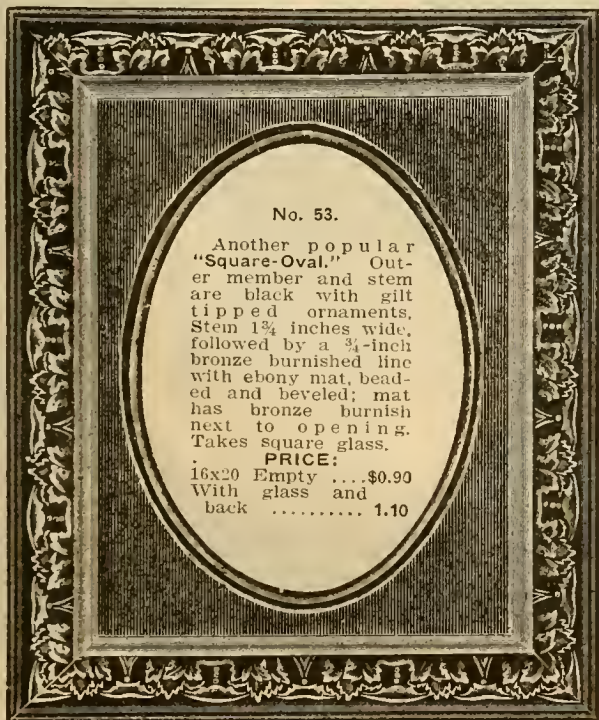 No. 53.
Another popular
"Square-Oval." Out-
er member and stem
are black with gilt
tipped ornaments.
Stem 1¾ inches wide,
followed by a ¾-inch
bronze burnished line
with ebony mat, bead-
ed and beveled; mat
has bronze burnish
next to opening.
Takes square glass.
PRICE:
16x20 Empty ....$0.90
With glass and
back .......... 1.10